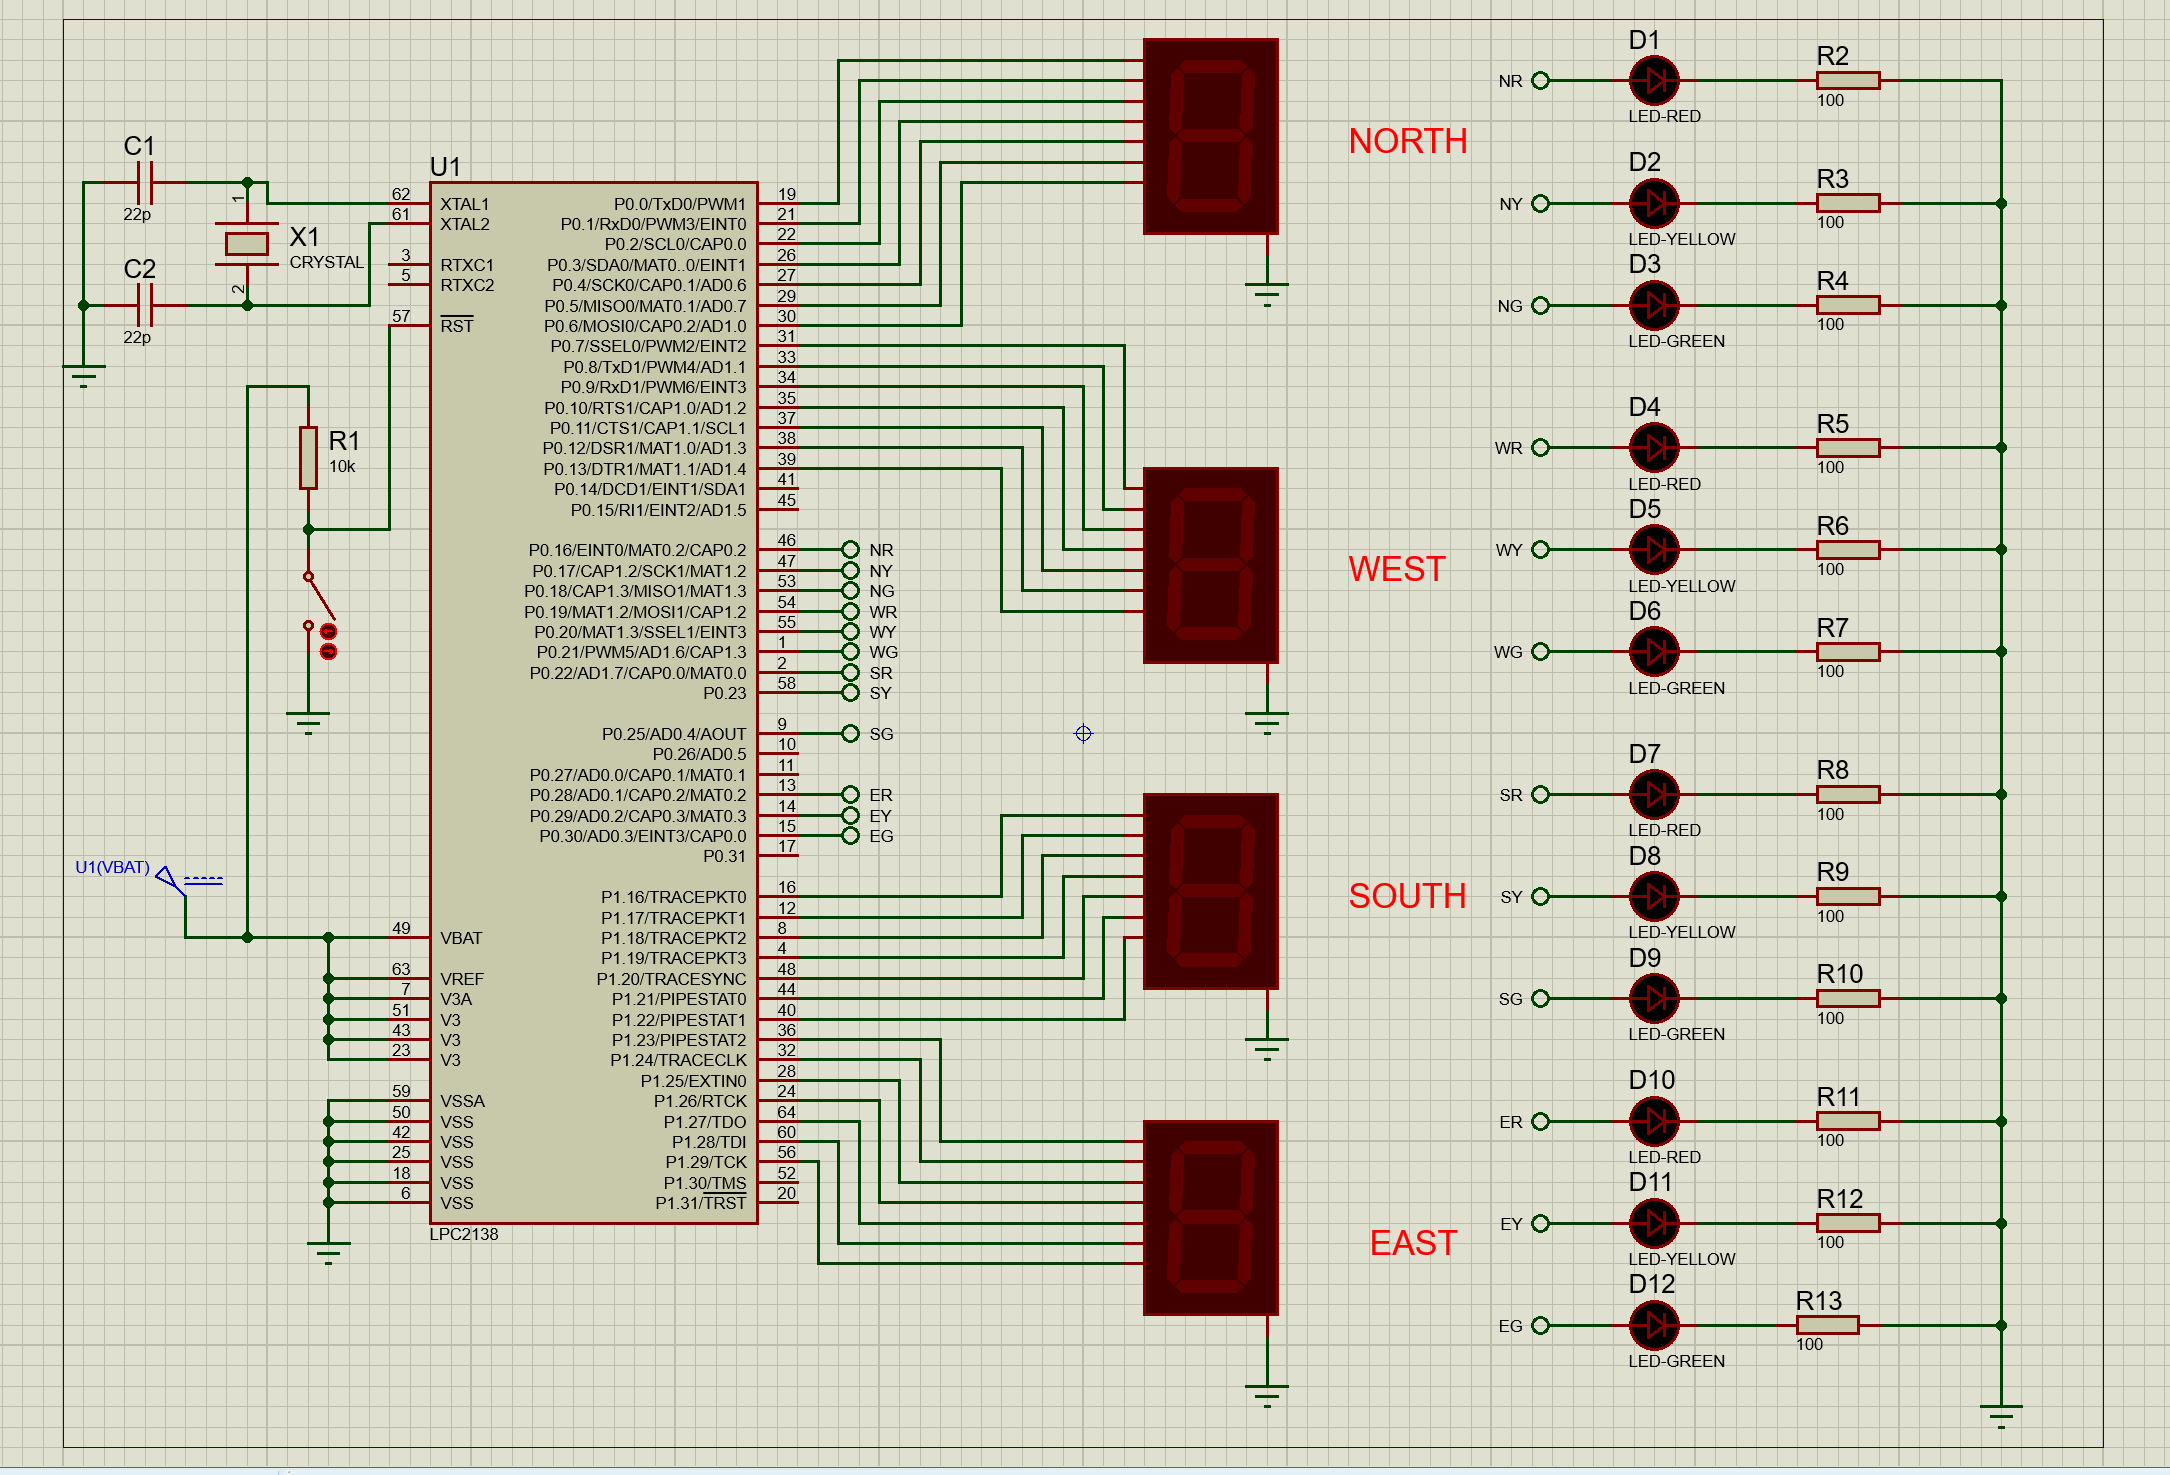 C1
22p
C2
22p
1
2
X1
CRYSTAL
R1
10k
U1(VBAT)
U1
62 XTAL1
61 XTAL2
3 RTXC1
5 RTXC2
57 RST
49 VBAT
63 VREF
7 V3A
51 V3
43 V3
23 V3
59 VSSA
50 VSS
42 VSS
25 VSS
18 VSS
6 VSS
LPC2138
P0.0/TxD0/PWM1 19
P0.1/RxD0/PWM3/EINT0 21
P0.2/SCL0/CAP0.0 22
P0.3/SDA0/MAT0..0/EINT1 26
P0.4/SCK0/CAP0.1/AD0.6 27
P0.5/MISO0/MAT0.1/AD0.7 29
P0.6/MOSI0/CAP0.2/AD1.0 30
P0.7/SSEL0/PWM2/EINT2 31
P0.8/TxD1/PWM4/AD1.1 33
P0.9/RxD1/PWM6/EINT3 34
P0.10/RTS1/CAP1.0/AD1.2 35
P0.11/CTS1/CAP1.1/SCL1 37
P0.12/DSR1/MAT1.0/AD1.3 38
P0.13/DTR1/MAT1.1/AD1.4 39
P0.14/DCD1/EINT1/SDA1 41
P0.15/RI1/EINT2/AD1.5 45
P0.16/EINT0/MAT0.2/CAP0.2 46 NR
P0.17/CAP1.2/SCK1/MAT1.2 47 NY
P0.18/CAP1.3/MISO1/MAT1.3 53 NG
P0.19/MAT1.2/MOSI1/CAP1.2 54 WR
P0.20/MAT1.3/SSEL1/EINT3 55 WY
P0.21/PWM5/AD1.6/CAP1.3 1 WG
P0.22/AD1.7/CAP0.0/MAT0.0 2 SR
P0.23 58 SY
P0.25/AD0.4/AOUT 9 SG
P0.26/AD0.5 10
P0.27/AD0.0/CAP0.1/MAT0.1 11
P0.28/AD0.1/CAP0.2/MAT0.2 13 ER
P0.29/AD0.2/CAP0.3/MAT0.3 14 EY
P0.30/AD0.3/EINT3/CAP0.0 15 EG
P0.31 17
P1.16/TRACEPKT0 16
P1.17/TRACEPKT1 12
P1.18/TRACEPKT2 8
P1.19/TRACEPKT3 4
P1.20/TRACESYNC 48
P1.21/PIPESTAT0 44
P1.22/PIPESTAT1 40
P1.23/PIPESTAT2 36
P1.24/TRACECLK 32
P1.25/EXTIN0 28
P1.26/RTCK 24
P1.27/TDO 64
P1.28/TDI 60
P1.29/TCK 56
P1.30/TMS 52
P1.31/TRST 20
NORTH
WEST
SOUTH
EAST
D1 R2
NR
LED-RED 100
D2 R3
NY
LED-YELLOW 100
D3 R4
NG
LED-GREEN 100
D4 R5
WR
LED-RED 100
D5 R6
WY
LED-YELLOW 100
D6 R7
WG
LED-GREEN 100
D7 R8
SR
LED-RED 100
D8 R9
SY
LED-YELLOW 100
D9 R10
SG
LED-GREEN 100
D10 R11
ER
LED-RED 100
D11 R12
EY
LED-YELLOW 100
D12 R13
EG
LED-GREEN 100